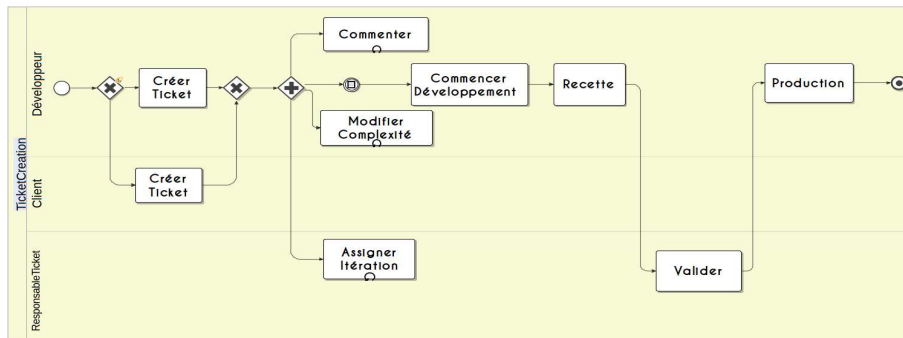 TicketCreation
Développeur
Client
ResponsableTicket
Créer
Ticket
Créer
Ticket
Commenter
Commencer
Développement
Modifier
Complexité
Assigner
Itération
Recette
Valider
Production